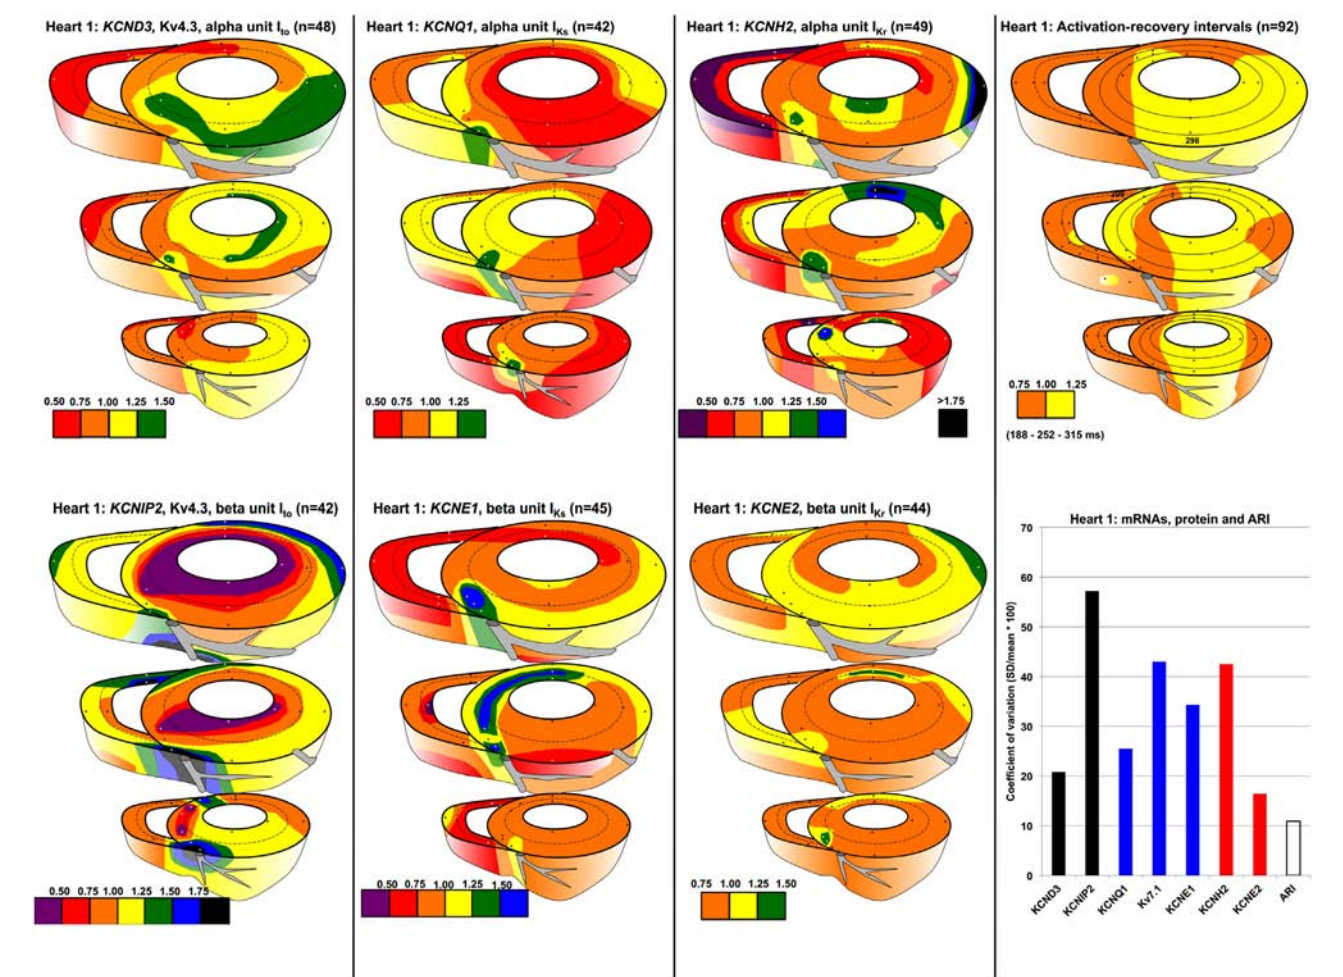 Heart 1: KCND3, Kv4.3, alpha unit Ito (n=48)
0.50 0.75 1.00 1.25 1.50
Heart 1: KCNQ1, alpha unit IKs (n=42)
0.50 0.75 1.00 1.25
Heart 1: KCNH2, alpha unit IKr (n=49)
0.50 0.75 1.00 1.25 1.50
>1.75
Heart 1: Activation-recovery intervals (n=92)
298
0.75 1.00 1.25
(188 - 252 - 315 ms)
Heart 1: KCNIP2, Kv4.3, beta unit Ito (n=42)
0.50 0.75 1.00 1.25 1.50 1.75
Heart 1: KCNE1, beta unit IKs (n=45)
0.50 0.75 1.00 1.25 1.50
Heart 1: KCNE2, beta unit IKr (n=44)
0.75 1.00 1.25 1.50
Heart 1: mRNAs, protein and ARI
Coefficient of variation (SD/mean * 100)
70
60
50
40
30
20
10
0
KCND3
KCNIP2
KCNQ1
Kv7.1
KCNE1
KCNH2
KCNE2
ARI